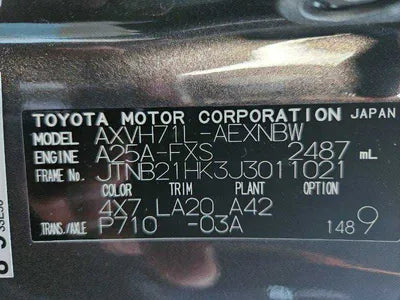 TOYOTA MOTOR CORPORATION JAPAN
MODEL AXVH71L-AEXNBW
ENGINE A25A-FXS 2487 mL
FRAME No. JTNB21HK3J3011021
COLOR TRIM PLANT
4X7 LA20 A42
TRANS./AXLE P710 -03A 1489